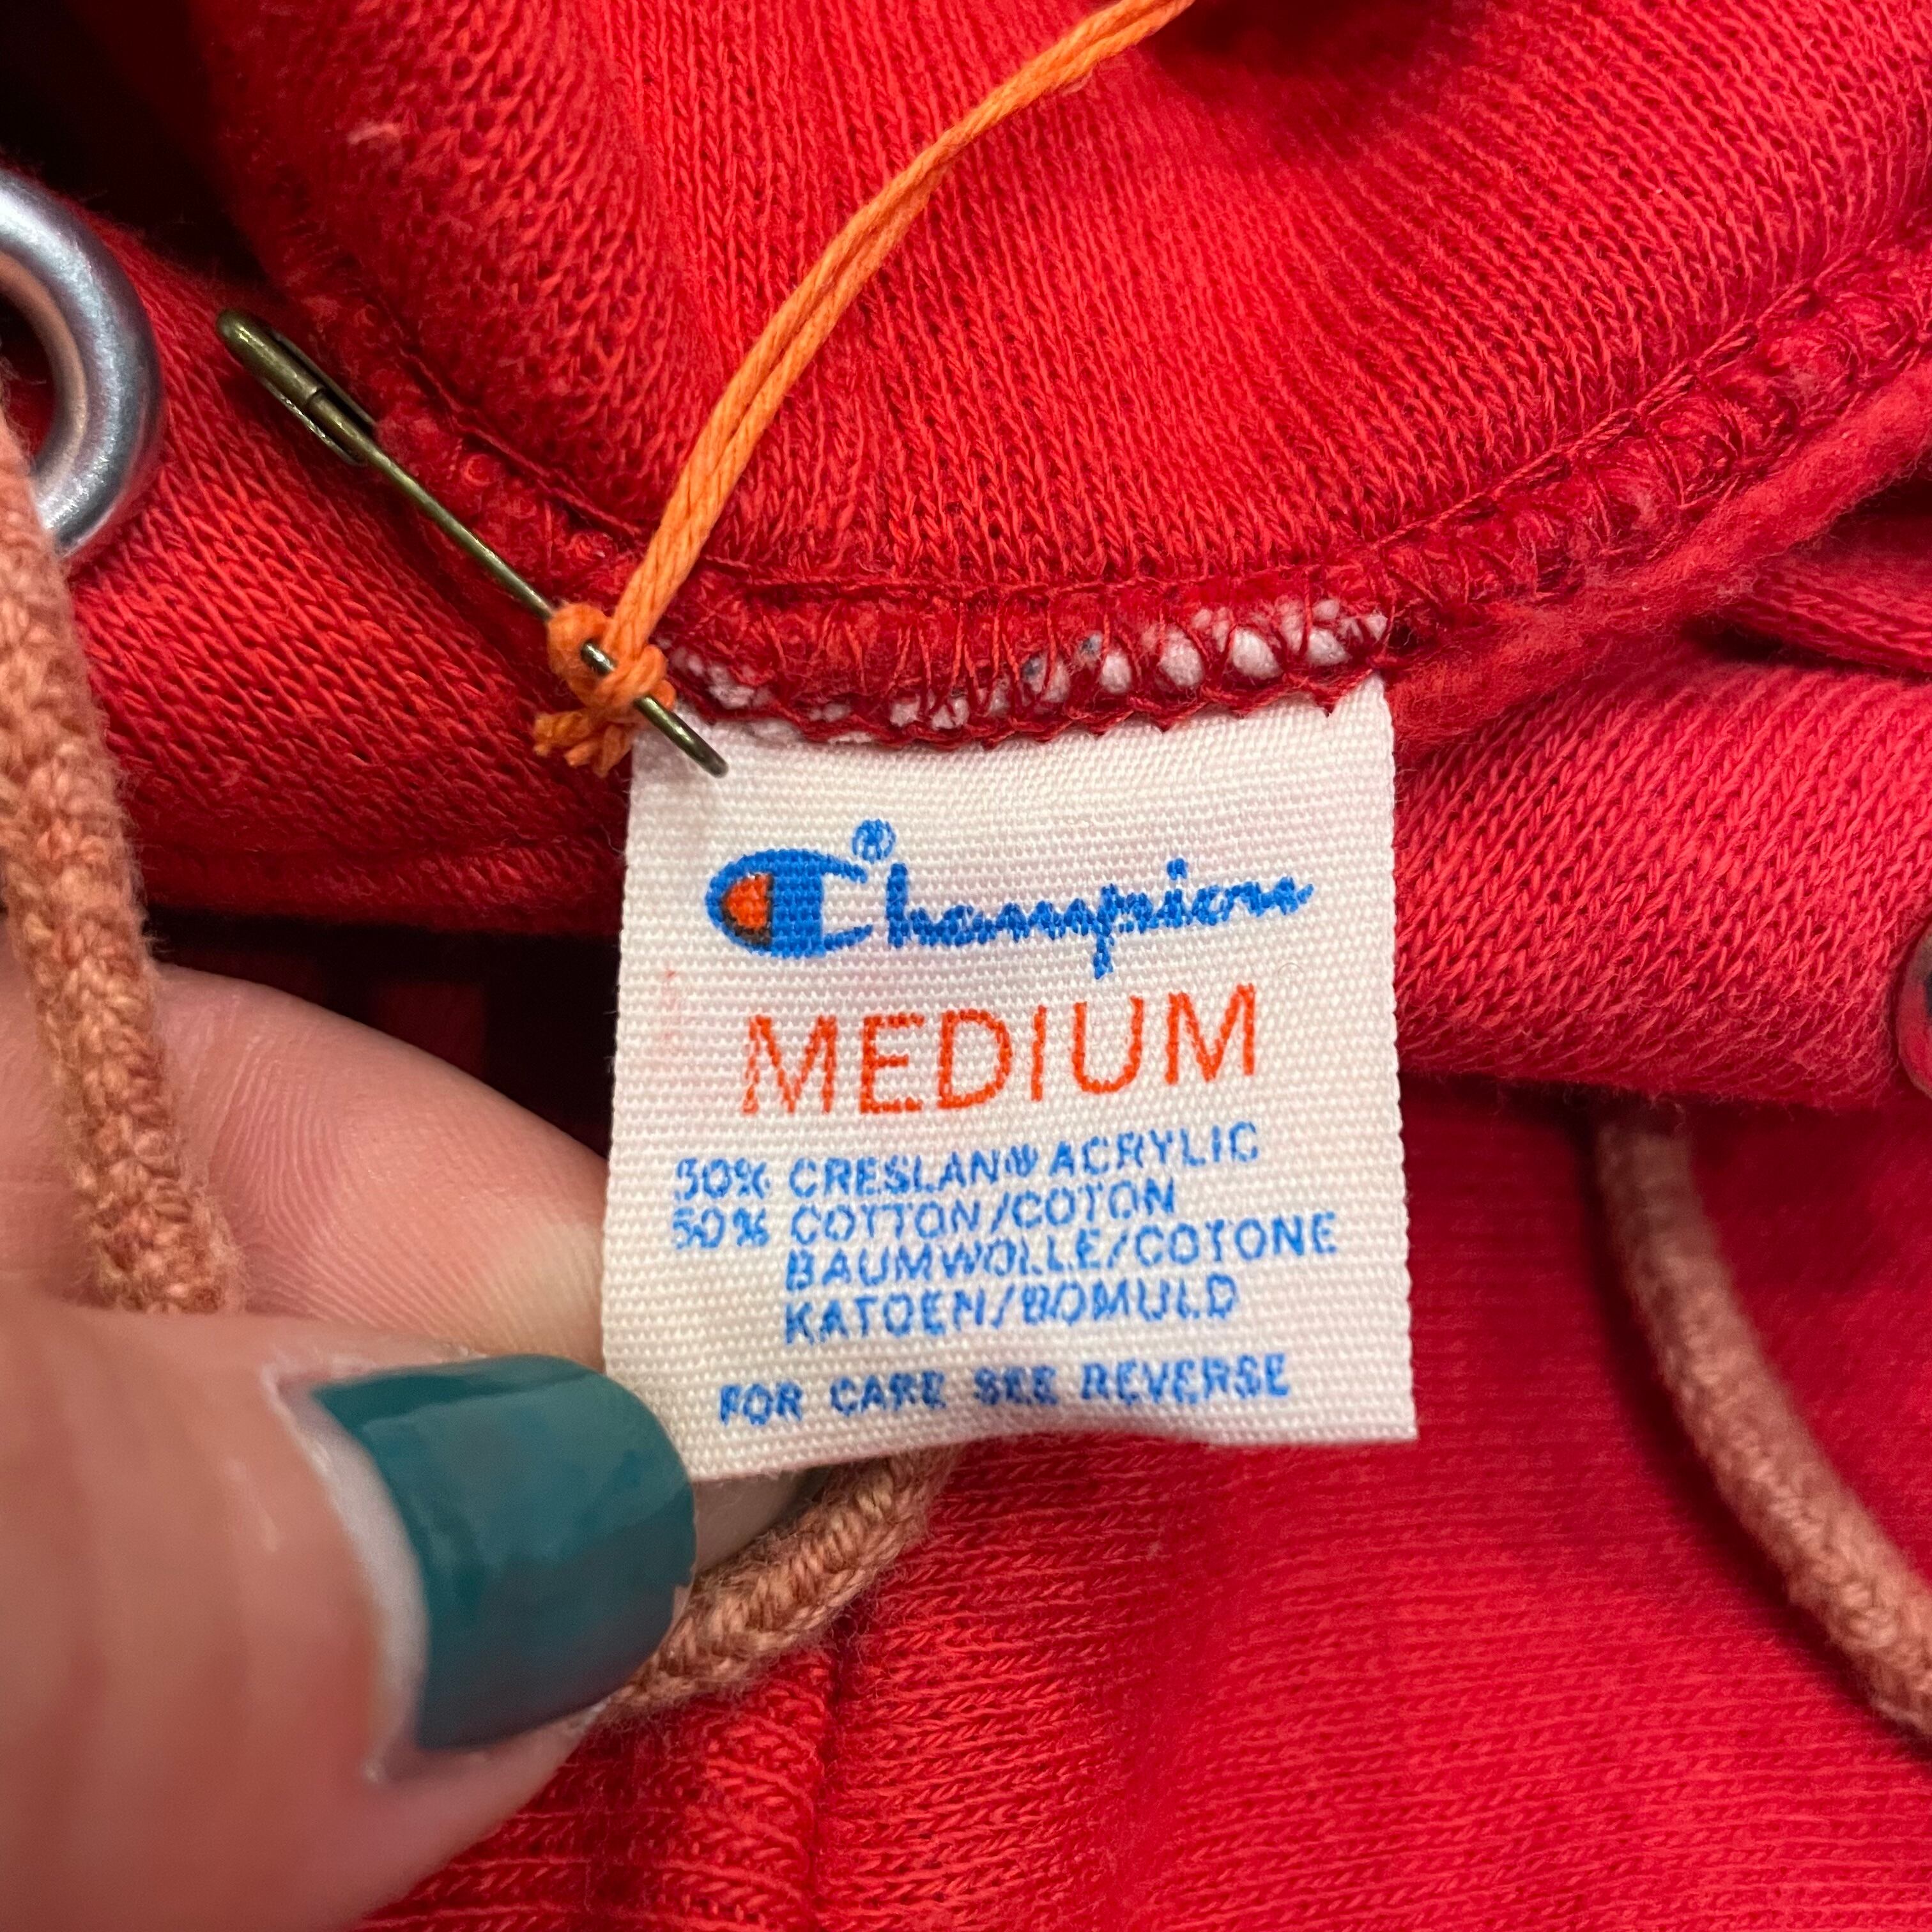 Champion®
MEDIUM
50% CRESLAN® ACRYLIC
50% COTTON/COTON
BAUMWOLLE/COTONE
KATOEN/BOMULD
FOR CARE SEE REVERSE